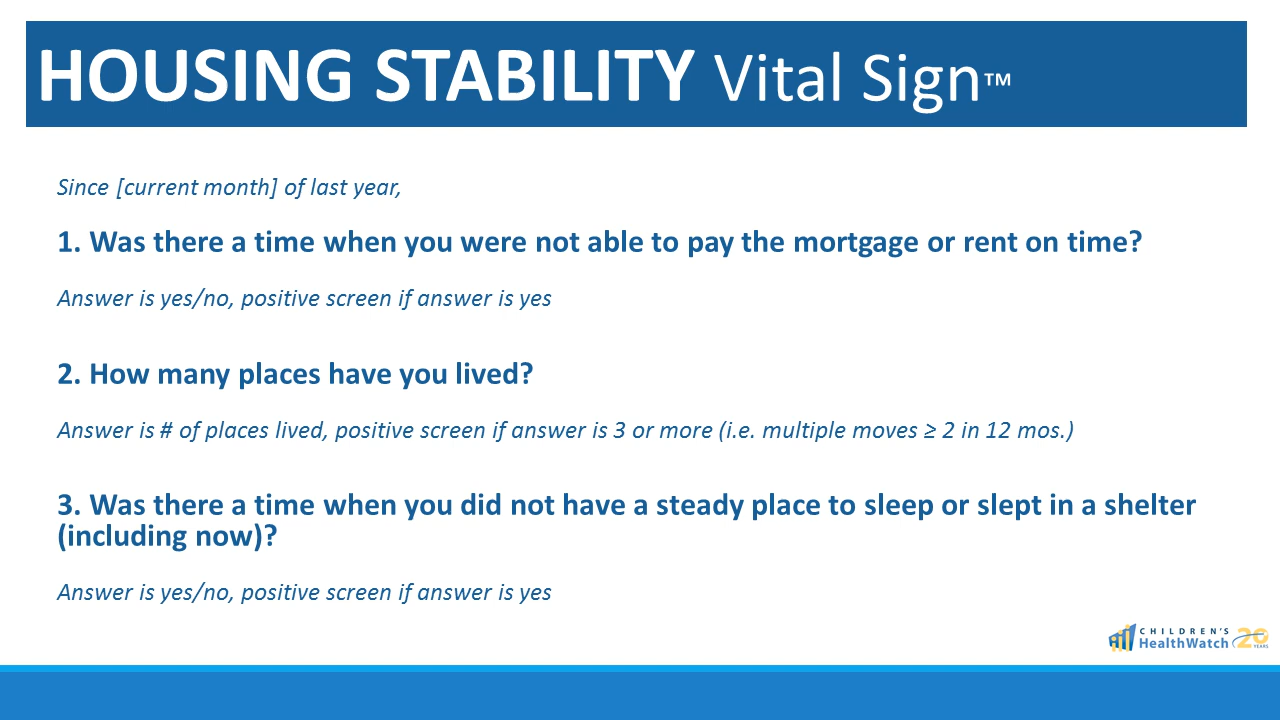 HOUSING STABILITY Vital Sign™
Since [current month] of last year,
1. Was there a time when you were not able to pay the mortgage or rent on time?
Answer is yes/no, positive screen if answer is yes
2. How many places have you lived?
Answer is # of places lived, positive screen if answer is 3 or more (i.e. multiple moves ≥ 2 in 12 mos.)
3. Was there a time when you did not have a steady place to sleep or slept in a shelter
(including now)?
Answer is yes/no, positive screen if answer is yes
CHILDREN'S
HealthWatch
20
YEARS